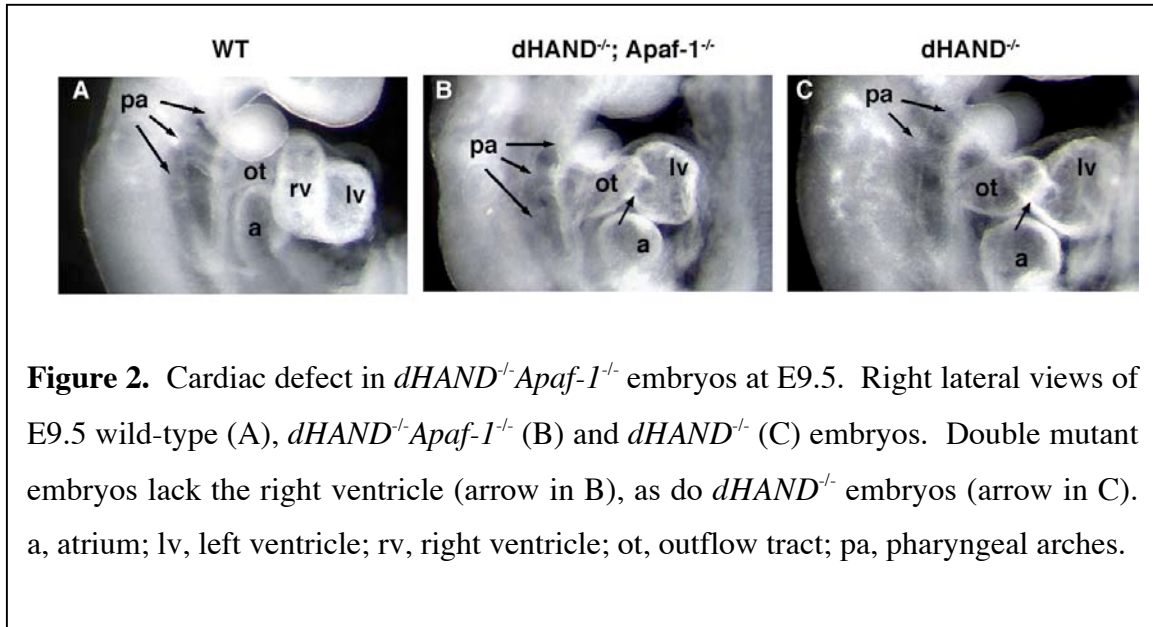 WT dHAND-/-; Apaf-1-/- dHAND-/-
A B C
pa pa pa
ot rv lv a
ot lv a
ot lv a
Figure 2. Cardiac defect in dHAND-/-Apaf-1-/- embryos at E9.5. Right lateral views of
E9.5 wild-type (A), dHAND-/-Apaf-1-/- (B) and dHAND-/- (C) embryos. Double mutant
embryos lack the right ventricle (arrow in B), as do dHAND-/- embryos (arrow in C).
a, atrium; lv, left ventricle; rv, right ventricle; ot, outflow tract; pa, pharyngeal arches.